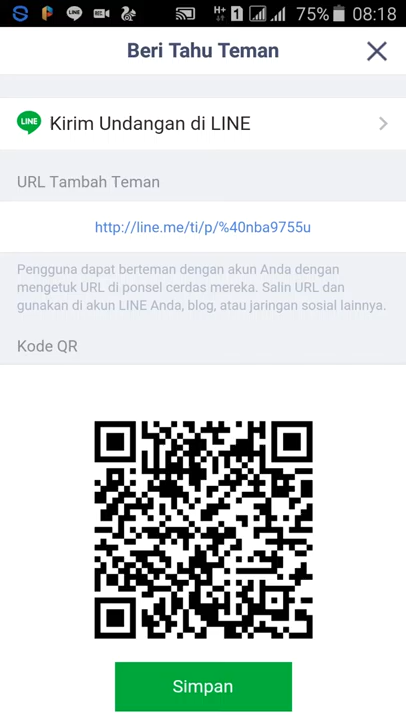 H+ 1 75% 08:18
Beri Tahu Teman
LINE Kirim Undangan di LINE
URL Tambah Teman
http://line.me/ti/p/%40nba9755u
Pengguna dapat berteman dengan akun Anda dengan
mengetuk URL di ponsel cerdas mereka. Salin URL dan
gunakan di akun LINE Anda, blog, atau jaringan sosial lainnya.
Kode QR
Simpan